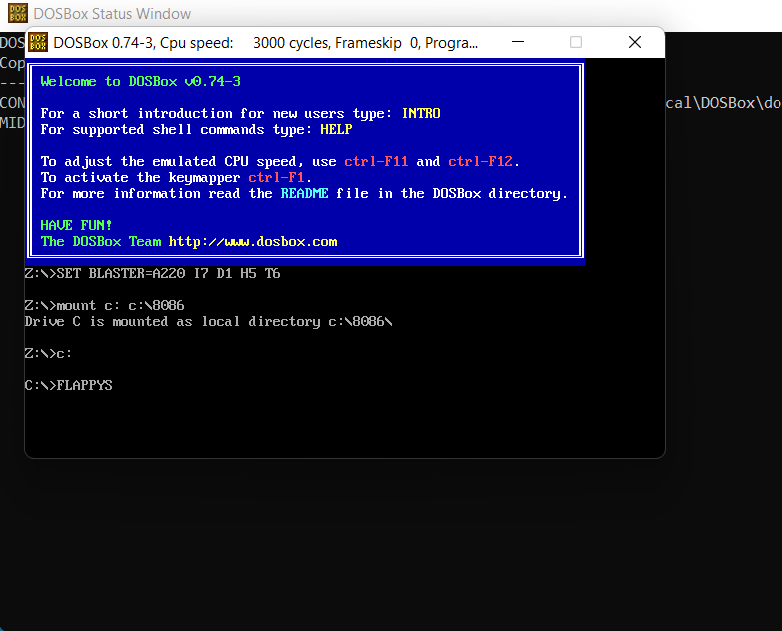 DOSBox Status Window
DOSBox 0.74-3, Cpu speed: 3000 cycles, Frameskip 0, Progra...
DOS
Cop
---
CON
cal\DOSBox\do
MID
Welcome to DOSBox v0.74-3
For a short introduction for new users type: INTRO
For supported shell commands type: HELP
To adjust the emulated CPU speed, use ctrl-F11 and ctrl-F12.
To activate the keymapper ctrl-F1.
For more information read the README file in the DOSBox directory.
HAVE FUN!
The DOSBox Team http://www.dosbox.com
Z:\>SET BLASTER=A220 I7 D1 H5 T6
Z:\>mount c: c:\8086
Drive C is mounted as local directory c:\8086\
Z:\>c:
C:\>FLAPPYS